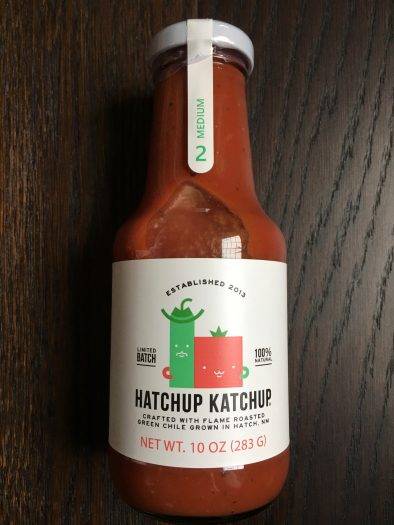 2 MEDIUM
ESTABLISHED 2013
LIMITED
BATCH
100%
NATURAL
HATCHUP KATCHUP.
CRAFTED WITH FLAME ROASTED
GREEN CHILE GROWN IN HATCH, NM
NET WT. 10 OZ (283 G)